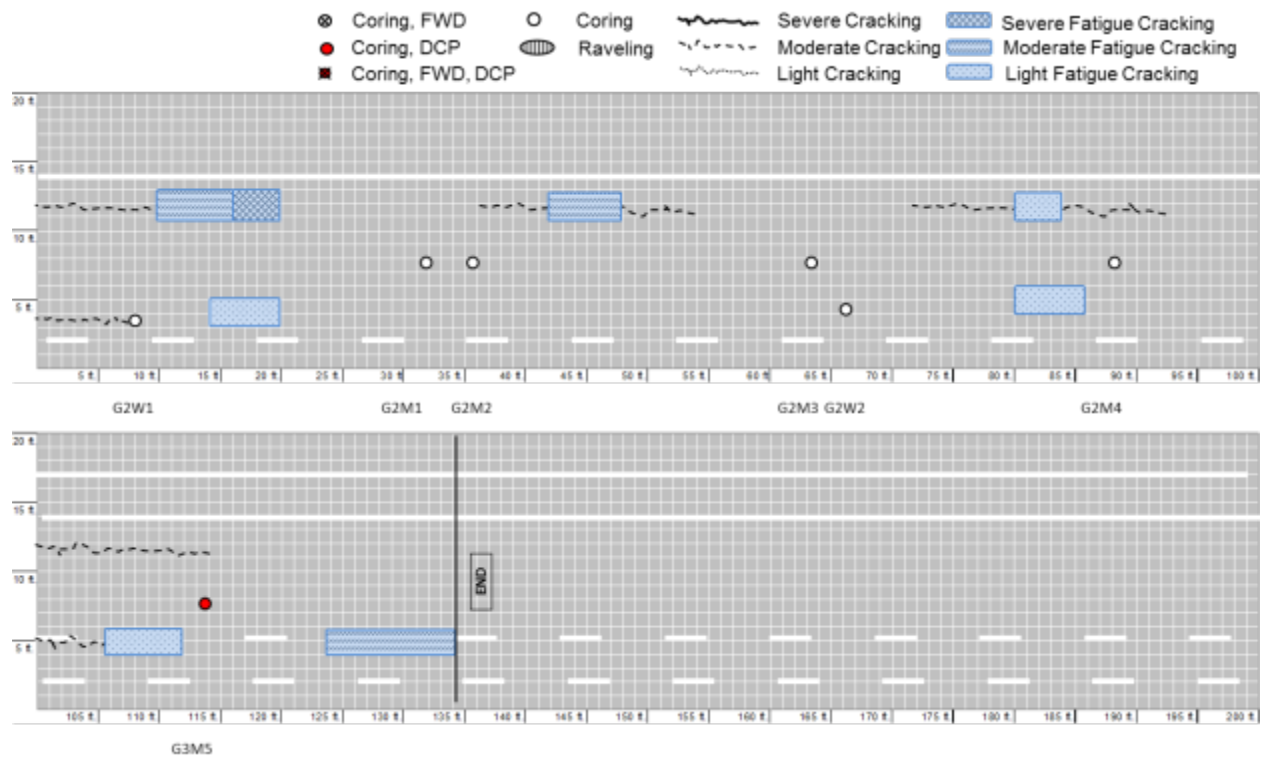 Coring, FWD Coring Severe Cracking Severe Fatigue Cracking
Coring, DCP Raveling Moderate Cracking Moderate Fatigue Cracking
Coring, FWD, DCP Light Cracking Light Fatigue Cracking
20 ft.
15 ft.
10 ft.
5 ft.
5 ft. 10 ft. 15 ft. 20 ft. 25 ft. 30 ft. 35 ft. 40 ft. 45 ft. 50 ft. 55 ft. 60 ft. 65 ft. 70 ft. 75 ft. 80 ft. 85 ft. 90 ft. 95 ft. 100 ft.
G2W1 G2M1 G2M2 G2M3 G2W2 G2M4
20 ft.
15 ft.
10 ft.
END
5 ft.
105 ft. 110 ft. 115 ft. 120 ft. 125 ft. 130 ft. 135 ft. 140 ft. 145 ft. 150 ft. 155 ft. 160 ft. 165 ft. 170 ft. 175 ft. 180 ft. 185 ft. 190 ft. 195 ft. 200 ft.
G3M5